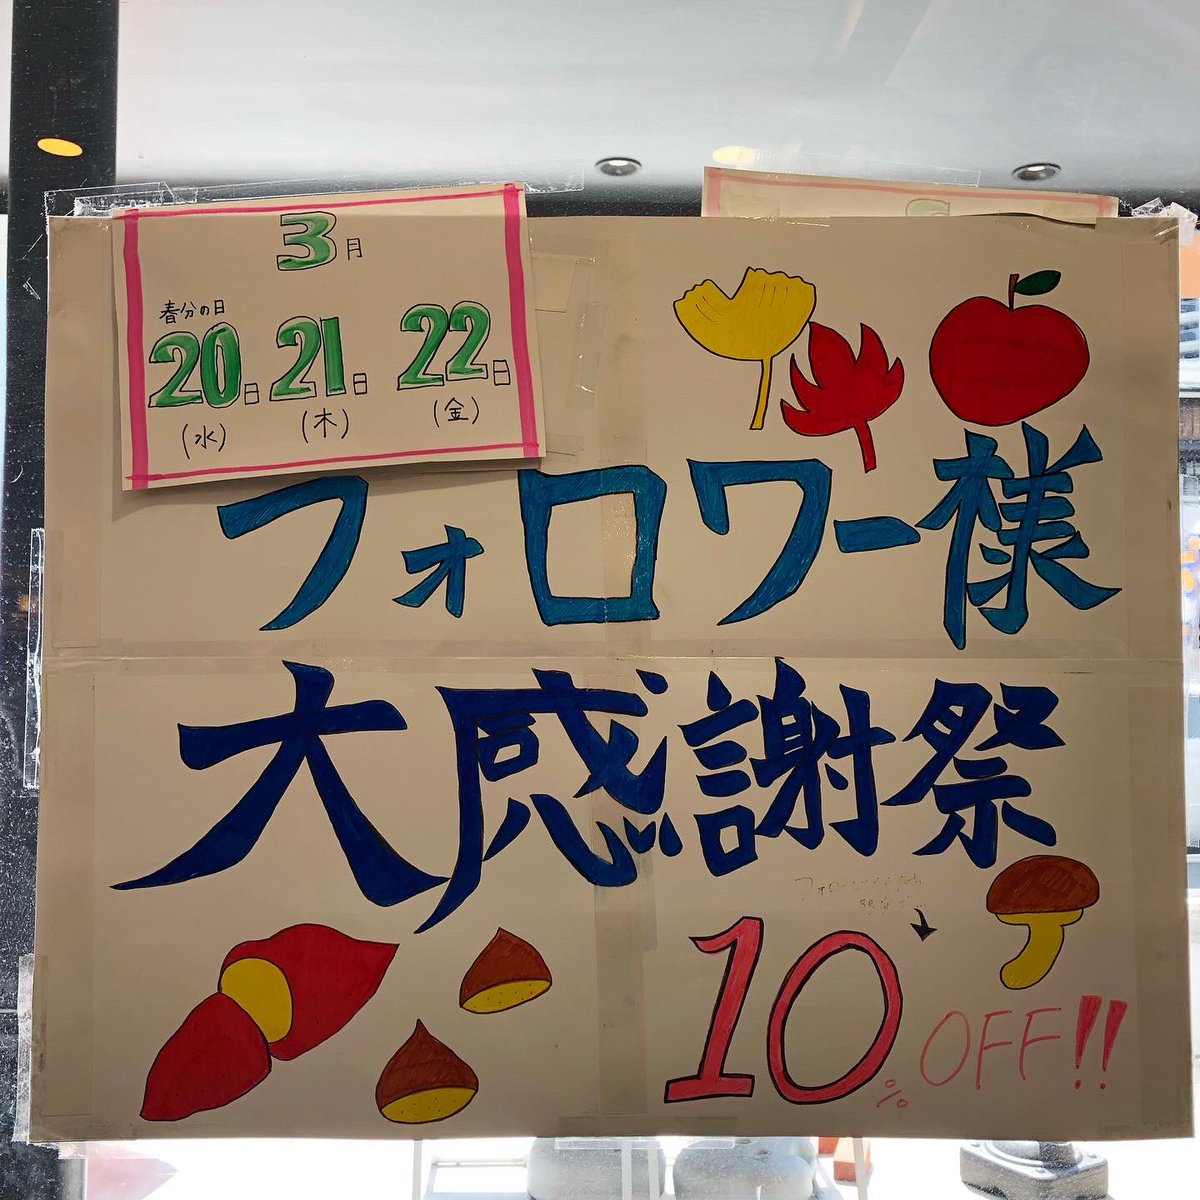 3月
春分の日
20日 21日 22日
(水) (木) (金)
フォロワー様
大感謝祭
10% OFF!!